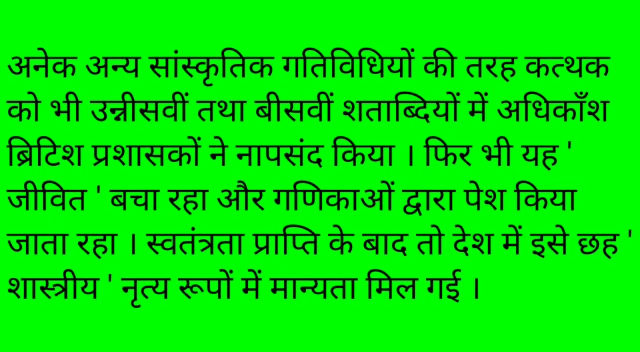 अनेक अन्य सांस्कृतिक गतिविधियों की तरह कत्थक
को भी उन्नीसवीं तथा बीसवीं शताब्दियों में अधिकाँश
ब्रिटिश प्रशासकों ने नापसंद किया । फिर भी यह '
जीवित ' बचा रहा और गणिकाओं द्वारा पेश किया
जाता रहा । स्वतंत्रता प्राप्ति के बाद तो देश में इसे छह '
शास्त्रीय ' नृत्य रूपों में मान्यता मिल गई ।